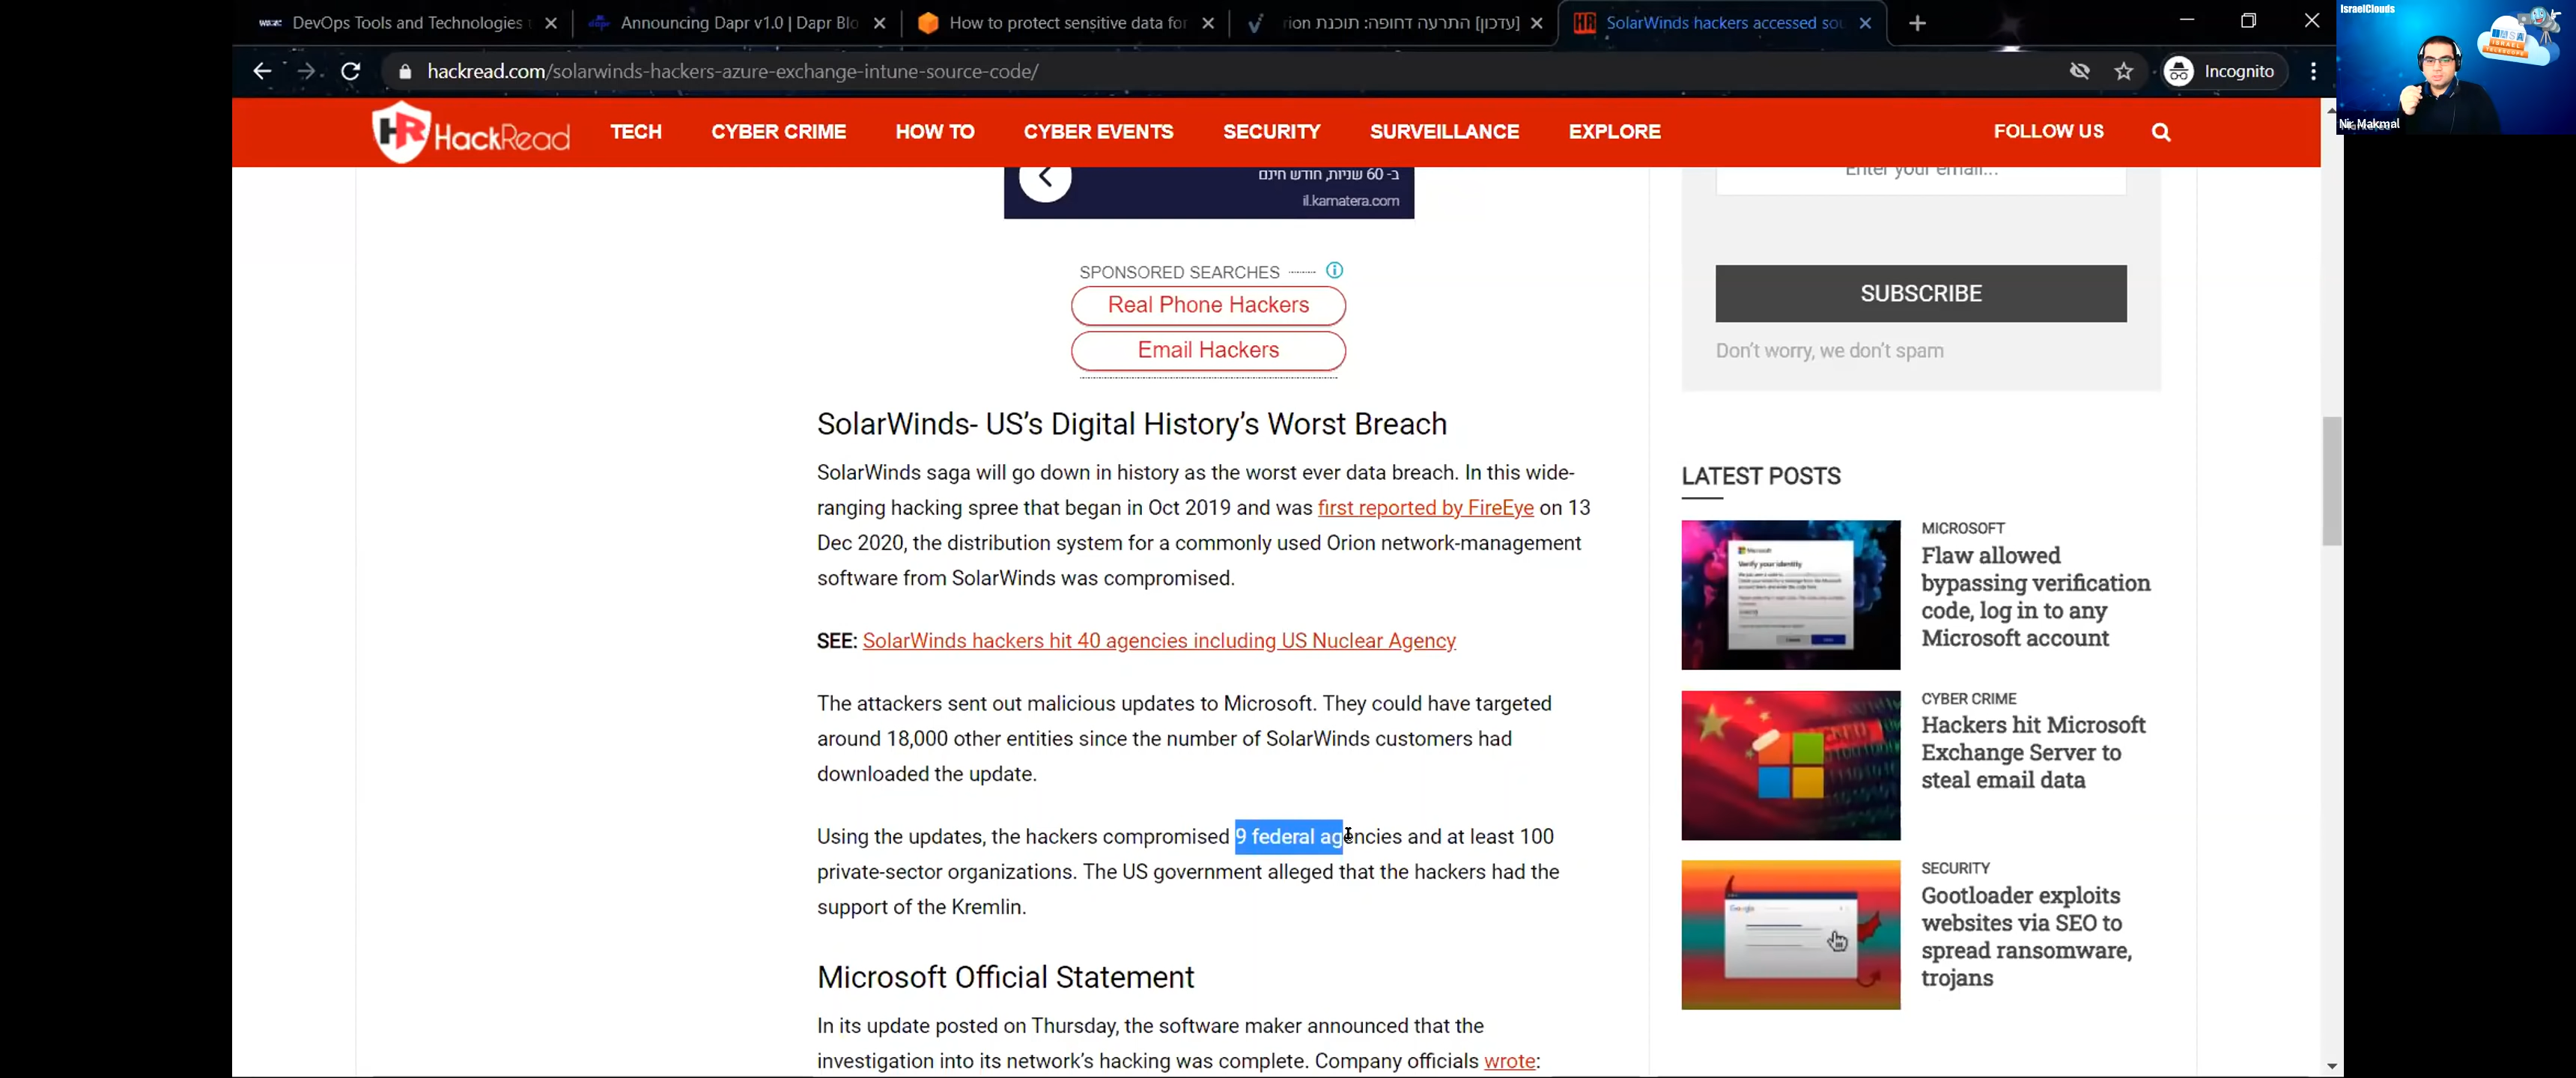 DevOps Tools and Technologies
Announcing Dapr v1.0 | Dapr Blo
How to protect sensitive data for
[עדכון] התרעה דחופה: תוכנת rion
SolarWinds hackers accessed sou
IsraelClouds
hackread.com/solarwinds-hackers-azure-exchange-intune-source-code/
Incognito
Nir Makmal
HR HackRead
TECH
CYBER CRIME
HOW TO
CYBER EVENTS
SECURITY
SURVEILLANCE
EXPLORE
FOLLOW US
ב- 60 שניות, חודש חינם
il.kamatera.com
Enter your email...
SPONSORED SEARCHES
Real Phone Hackers
Email Hackers
SUBSCRIBE
Don't worry, we don't spam
SolarWinds- US's Digital History's Worst Breach
SolarWinds saga will go down in history as the worst ever data breach. In this wide-
ranging hacking spree that began in Oct 2019 and was first reported by FireEye on 13
Dec 2020, the distribution system for a commonly used Orion network-management
software from SolarWinds was compromised.
SEE: SolarWinds hackers hit 40 agencies including US Nuclear Agency
The attackers sent out malicious updates to Microsoft. They could have targeted
around 18,000 other entities since the number of SolarWinds customers had
downloaded the update.
Using the updates, the hackers compromised 9 federal agencies and at least 100
private-sector organizations. The US government alleged that the hackers had the
support of the Kremlin.
Microsoft Official Statement
In its update posted on Thursday, the software maker announced that the
investigation into its network's hacking was complete. Company officials wrote:
LATEST POSTS
Microsoft
Verify your identity
MICROSOFT
Flaw allowed
bypassing verification
code, log in to any
Microsoft account
CYBER CRIME
Hackers hit Microsoft
Exchange Server to
steal email data
Google
SECURITY
Gootloader exploits
websites via SEO to
spread ransomware,
trojans